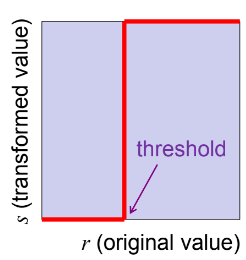 s (transformed value)
threshold
r (original value)